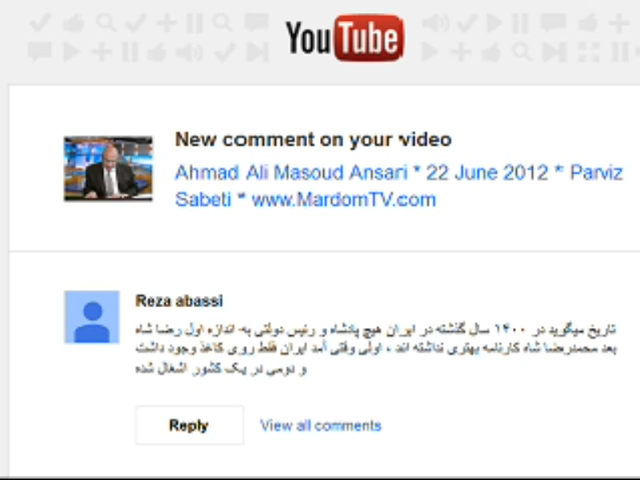 YouTube
New comment on your video
Ahmad Ali Masoud Ansari * 22 June 2012 * Parviz
Sabeti * www.MardomTV.com
Reza abassi
تاریخ میگوید در ۱۴۰۰ سال گذشته در ایران هیچ پادشاه و رئیس دولتی به اندازه اول رضا شاه
بعد محمدرضا شاه کارنامه بهتری نداشته اند ، اولی وقتی آمد ایران فقط روی کاغذ وجود داشت
و دومی در یک کشور اشغال شده
Reply
View all comments